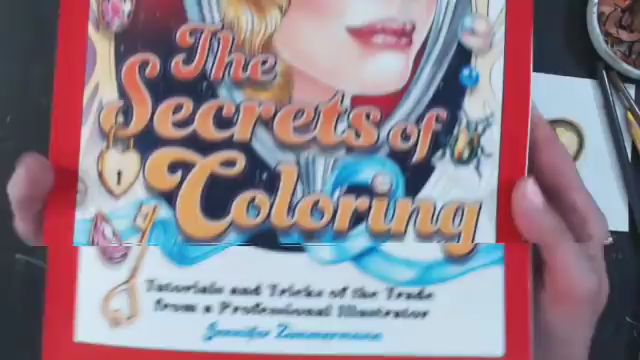 The
Secrets of
Coloring
Tutorials and Tricks of the Trade
from a Professional Illustrator
Jennifer Zimmermann